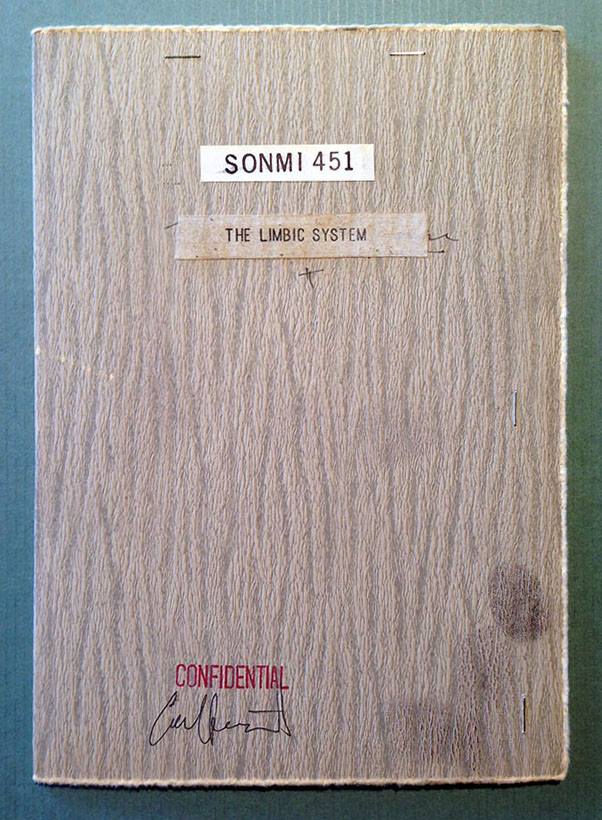 SONMI 451
THE LIMBIC SYSTEM
CONFIDENTIAL